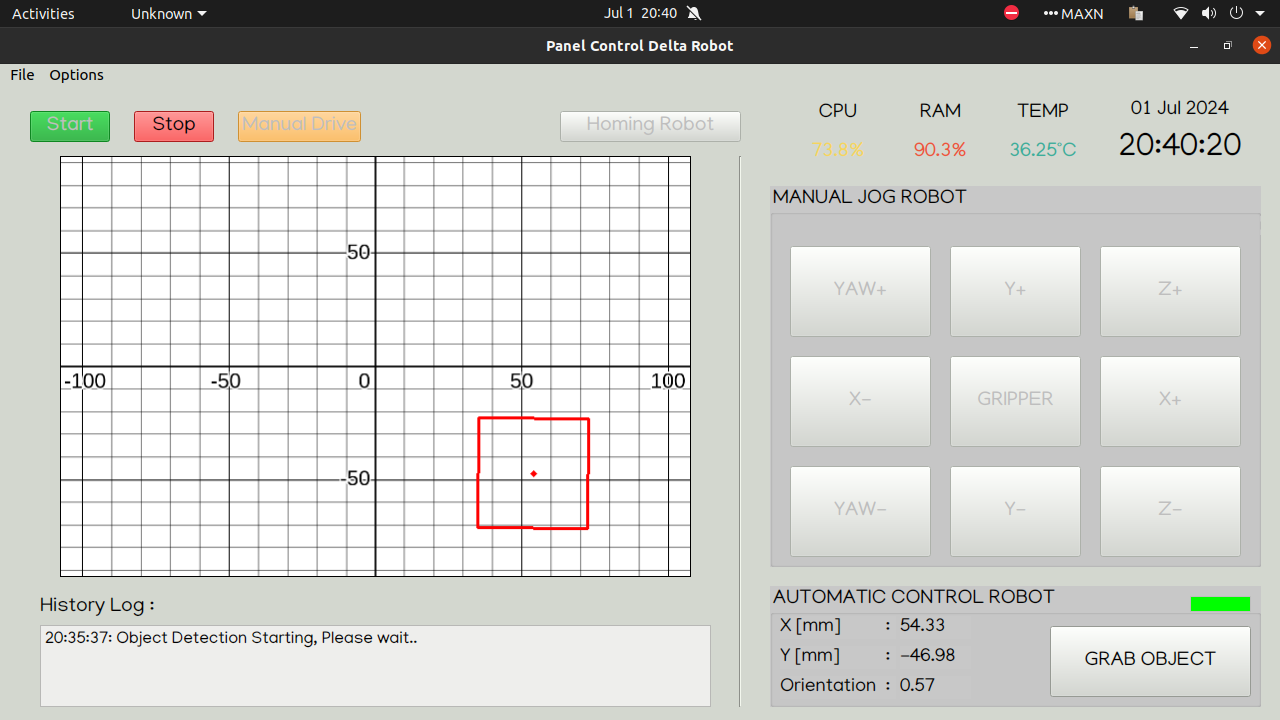 Activities Unknown Jul 1 20:40 MAXN
Panel Control Delta Robot
File Options
Start Stop Manual Drive Homing Robot
CPU RAM TEMP 01 Jul 2024
73.8% 90.3% 36.25°C 20:40:20
MANUAL JOG ROBOT
YAW+ Y+ Z+
X- GRIPPER X+
YAW- Y- Z-
50
-100 -50 0 50 100
-50
History Log :
20:35:37: Object Detection Starting, Please wait..
AUTOMATIC CONTROL ROBOT
X [mm] : 54.33
Y [mm] : -46.98
Orientation : 0.57
GRAB OBJECT